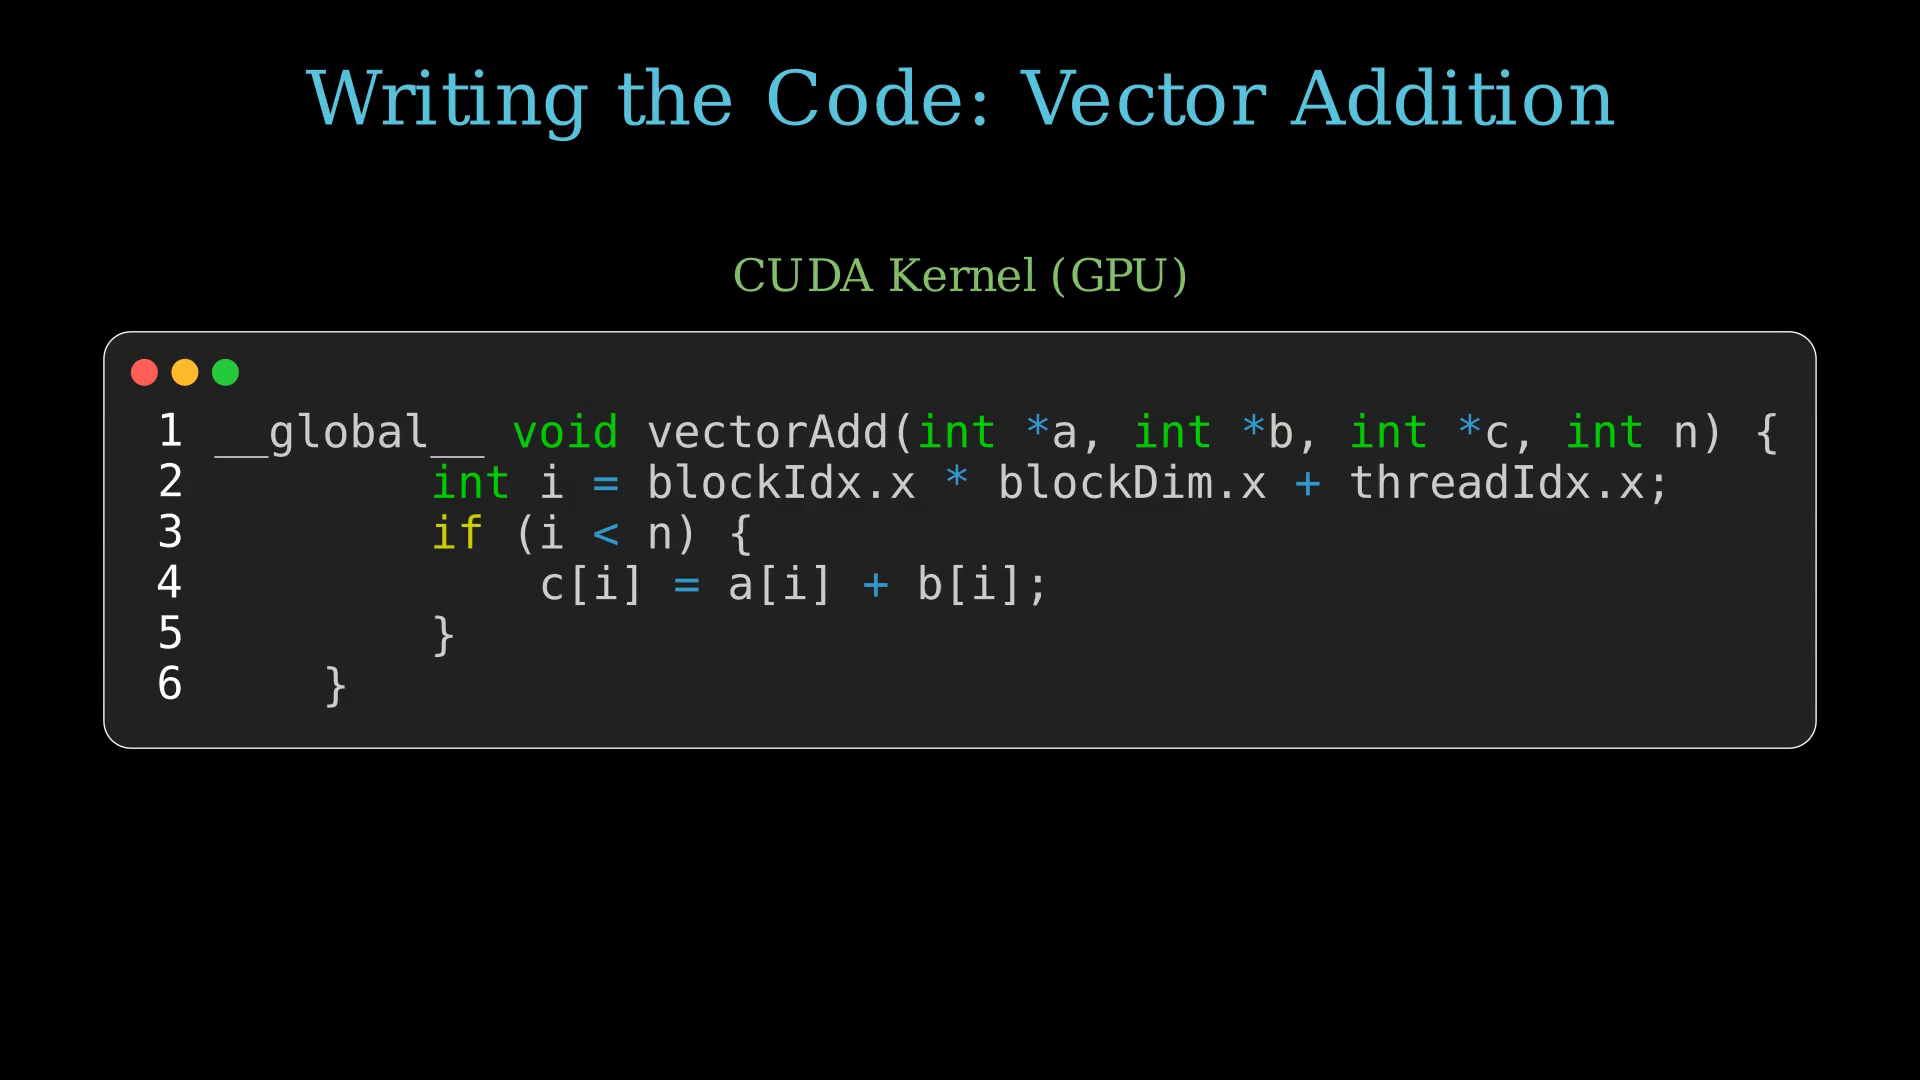 Writing the Code: Vector Addition
CUDA Kernel (GPU)
1 __global__ void vectorAdd(int *a, int *b, int *c, int n) {
2         int i = blockIdx.x * blockDim.x + threadIdx.x;
3         if (i < n) {
4             c[i] = a[i] + b[i];
5         }
6     }